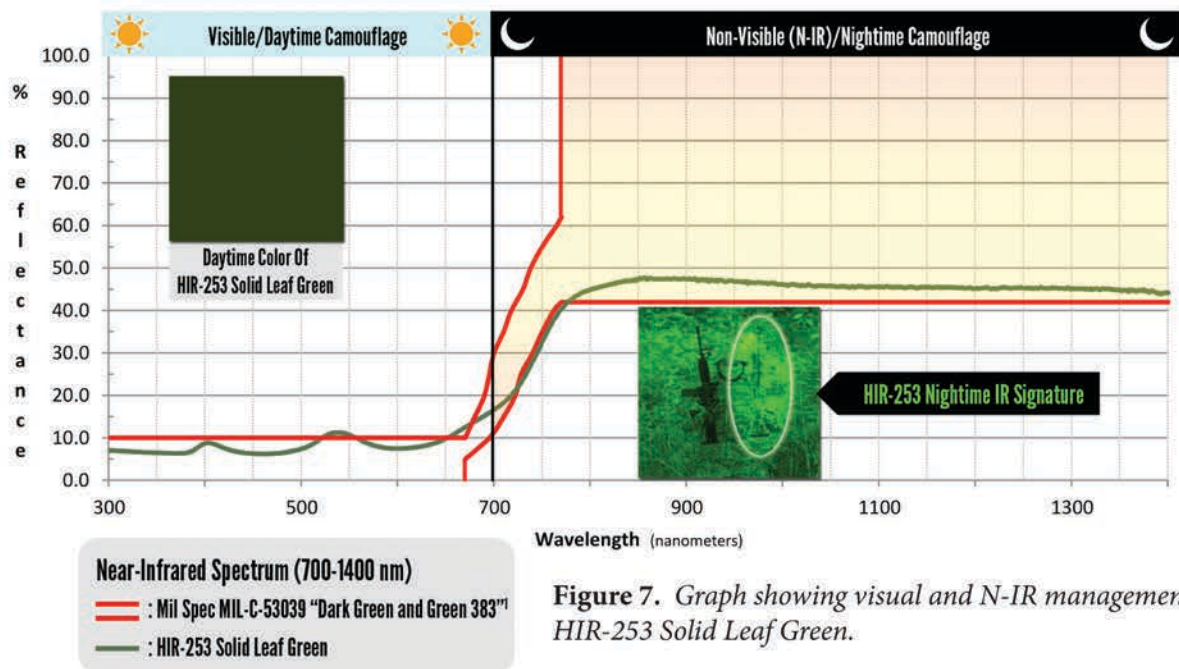 Visible/Daytime Camouflage
Non-Visible (N-IR)/Nightime Camouflage
% Reflectance
100.0
90.0
80.0
70.0
60.0
50.0
40.0
30.0
20.0
10.0
0.0
Daytime Color Of
HIR-253 Solid Leaf Green
HIR-253 Nightime IR Signature
300 500 700 900 1100 1300
Wavelength (nanometers)
Near-Infrared Spectrum (700-1400 nm)
: Mil Spec MIL-C-53039 “Dark Green and Green 383”¹
: HIR-253 Solid Leaf Green
Figure 7. Graph showing visual and N-IR
HIR-253 Solid Leaf Green.